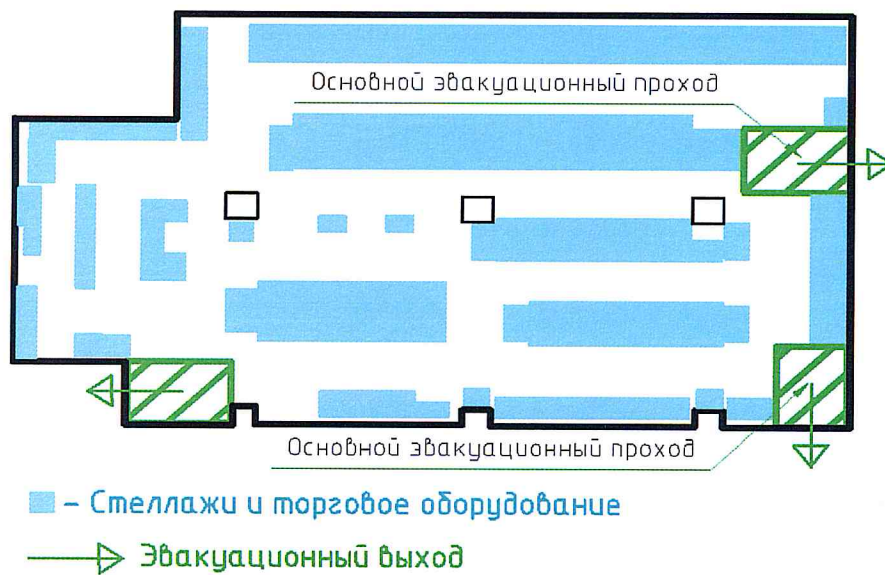 Основной эвакуационный проход
Основной эвакуационный проход
– Стеллажи и торговое оборудование
Эвакуационный выход